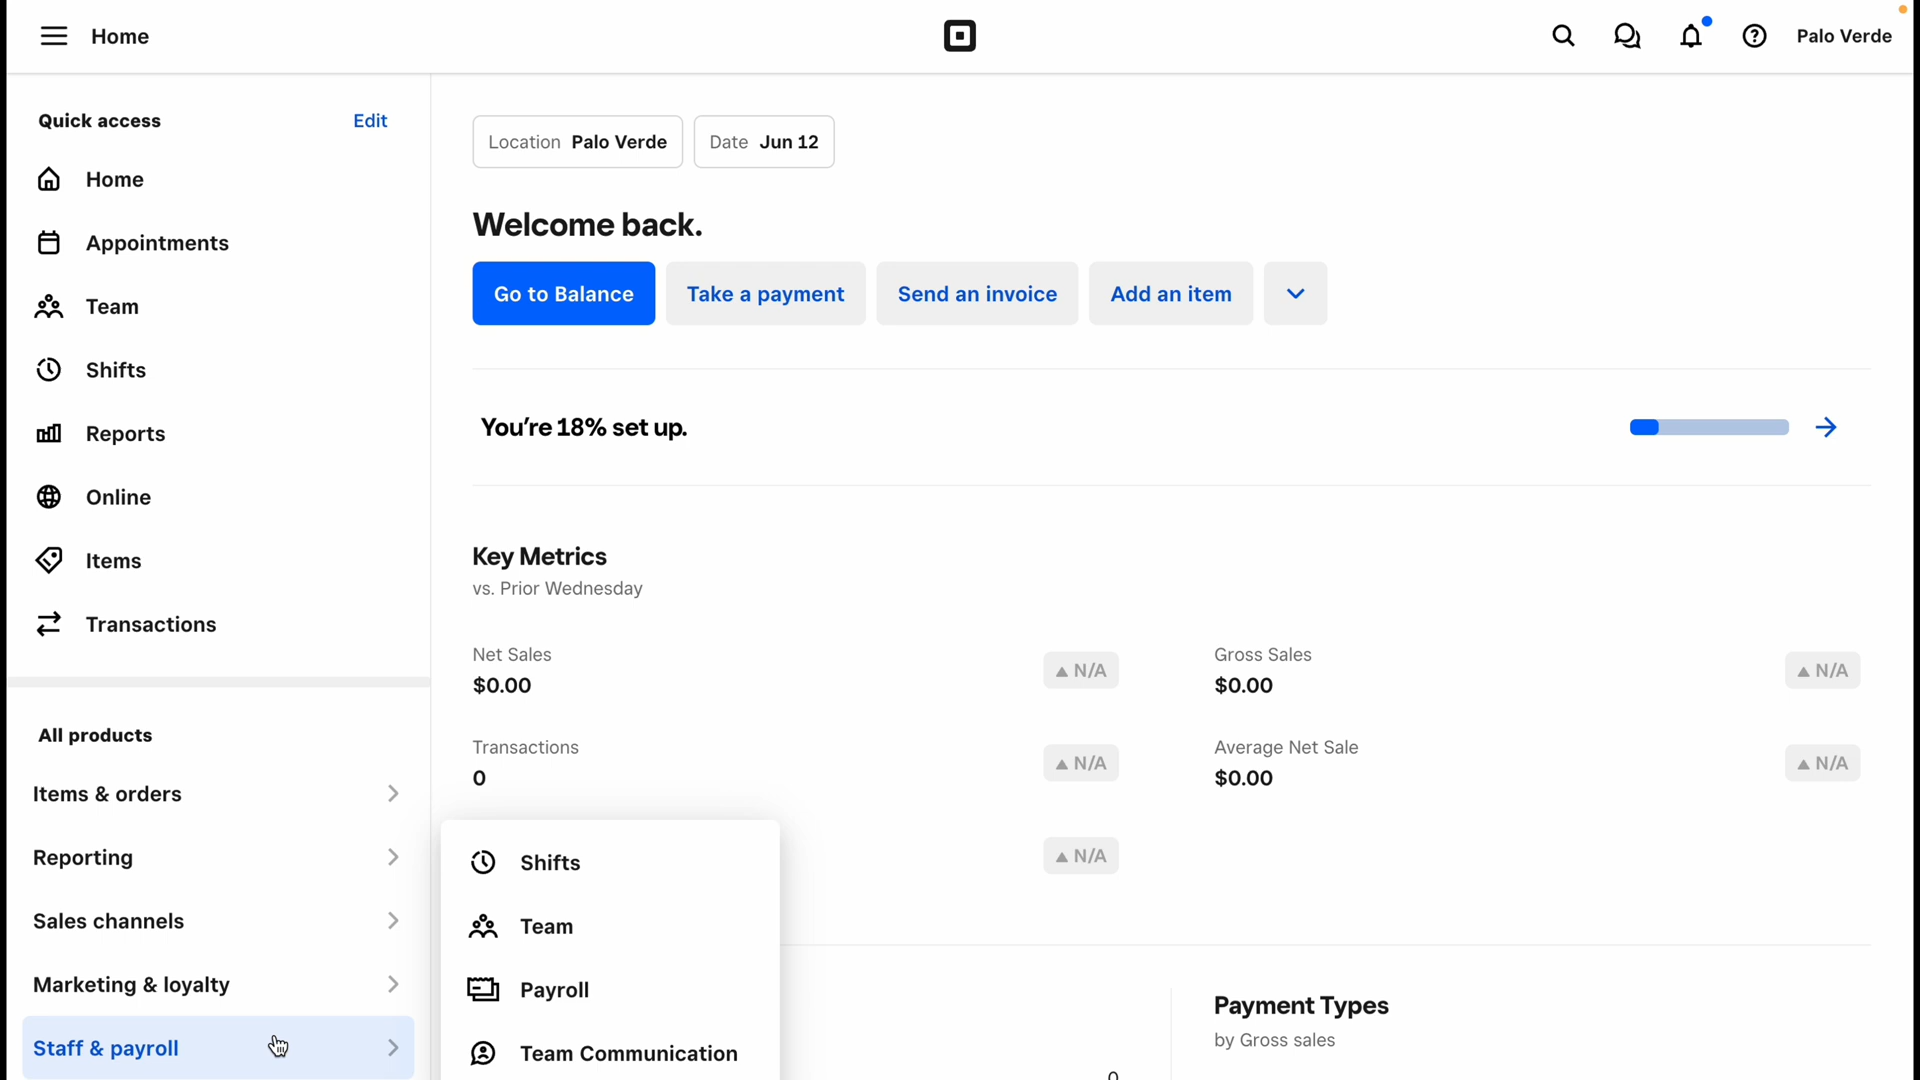 Home
Palo Verde
Quick access
Edit
Home
Appointments
Team
Shifts
Reports
Online
Items
Transactions
All products
Items & orders
Reporting
Sales channels
Marketing & loyalty
Staff & payroll
Location Palo Verde
Date Jun 12
Welcome back.
Go to Balance
Take a payment
Send an invoice
Add an item
You're 18% set up.
Key Metrics
vs. Prior Wednesday
Net Sales
$0.00
▲ N/A
Gross Sales
$0.00
▲ N/A
Transactions
0
▲ N/A
Average Net Sale
$0.00
▲ N/A
▲ N/A
Shifts
Team
Payroll
Team Communication
Payment Types
by Gross sales
0